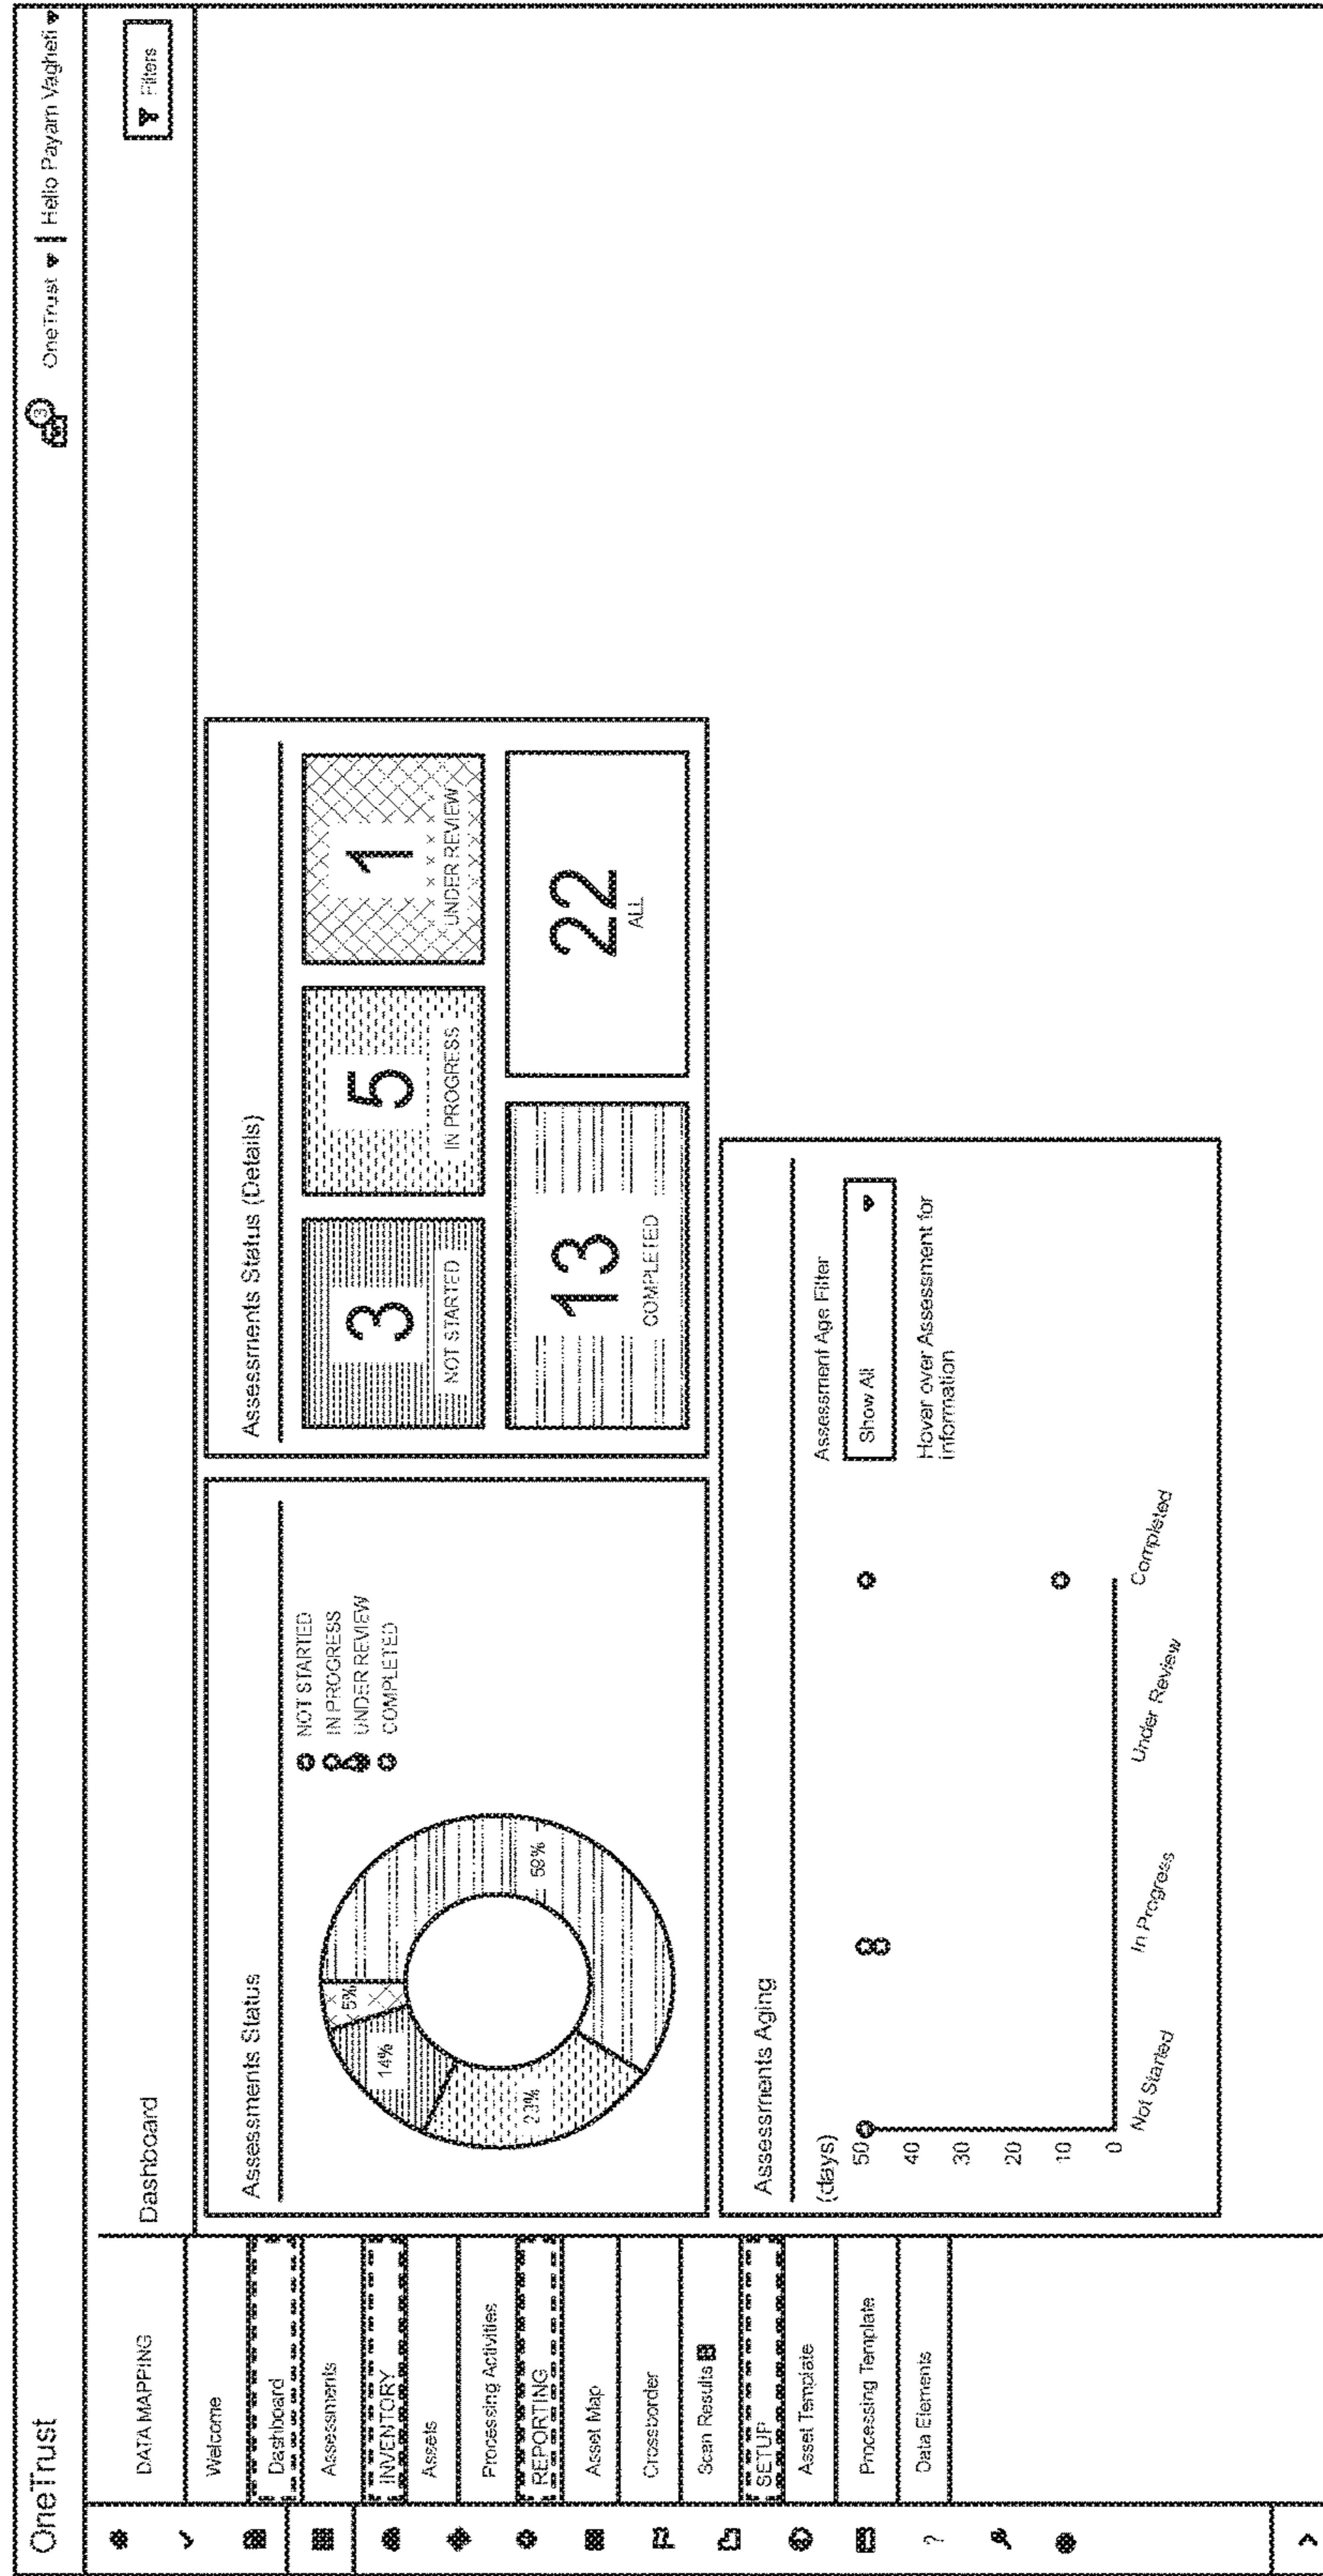 OneTrust
3
OneTrust
Hello Payam Vagheti
DATA MAPPING
Welcome
Dashboard
Assessments
INVENTORY
Assets
Processing Activities
REPORTING
Asset Map
Crossborder
Scan Results
SETUP
Asset Template
Processing Template
Data Elements
?
Dashboard
Filters
Assessments Status
NOT STARTED
IN PROGRESS
UNDER REVIEW
COMPLETED
5%
14%
23%
59%
Assessments Status (Details)
3
NOT STARTED
5
IN PROGRESS
1
UNDER REVIEW
13
COMPLETED
22
ALL
Assessments Aging
(days)
50
40
30
20
10
0
Not Started
In Progress
Under Review
Completed
Assessment Age Filter
Show All
Hover over Assessment for
information